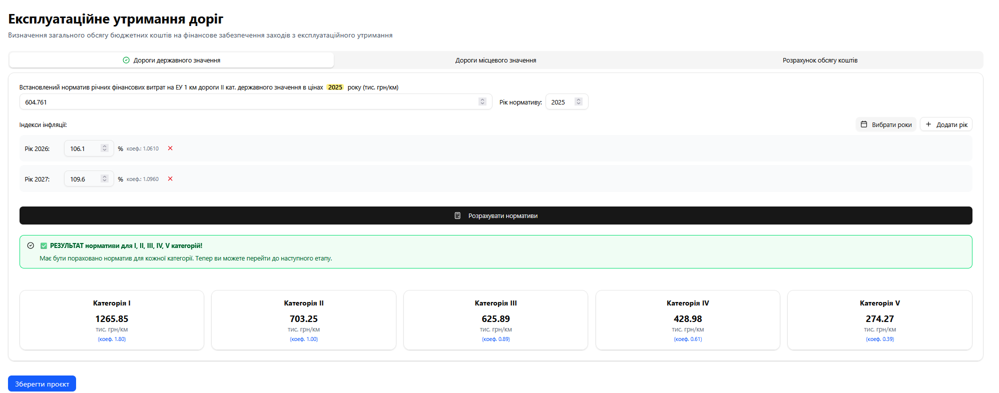 Експлуатаційне утримання доріг
Визначення загального обсягу бюджетних коштів на фінансове забезпечення заходів з експлуатаційного утримання
Дороги державного значення
Дороги місцевого значення
Розрахунок обсягу коштів
Встановлений норматив річних фінансових витрат на ЕУ 1 км дороги II кат. державного значення в цінах 2025 року (тис. грн/км)
604.761
Рік нормативу: 2025
Індекси інфляції:
Вибрати роки
Додати рік
Рік 2026: 106.1 % коеф.: 1.0610
Рік 2027: 109.6 % коеф.: 1.0960
Розрахувати нормативи
РЕЗУЛЬТАТ нормативи для I, II, III, IV, V категорій!
Має бути пораховано норматив для кожної категорії. Тепер ви можете перейти до наступного етапу.
Категорія I
1265.85
тис. грн/км
(коеф. 1.80)
Категорія II
703.25
тис. грн/км
(коеф. 1.00)
Категорія III
625.89
тис. грн/км
(коеф. 0.89)
Категорія IV
428.98
тис. грн/км
(коеф. 0.61)
Категорія V
274.27
тис. грн/км
(коеф. 0.39)
Зберегти проєкт